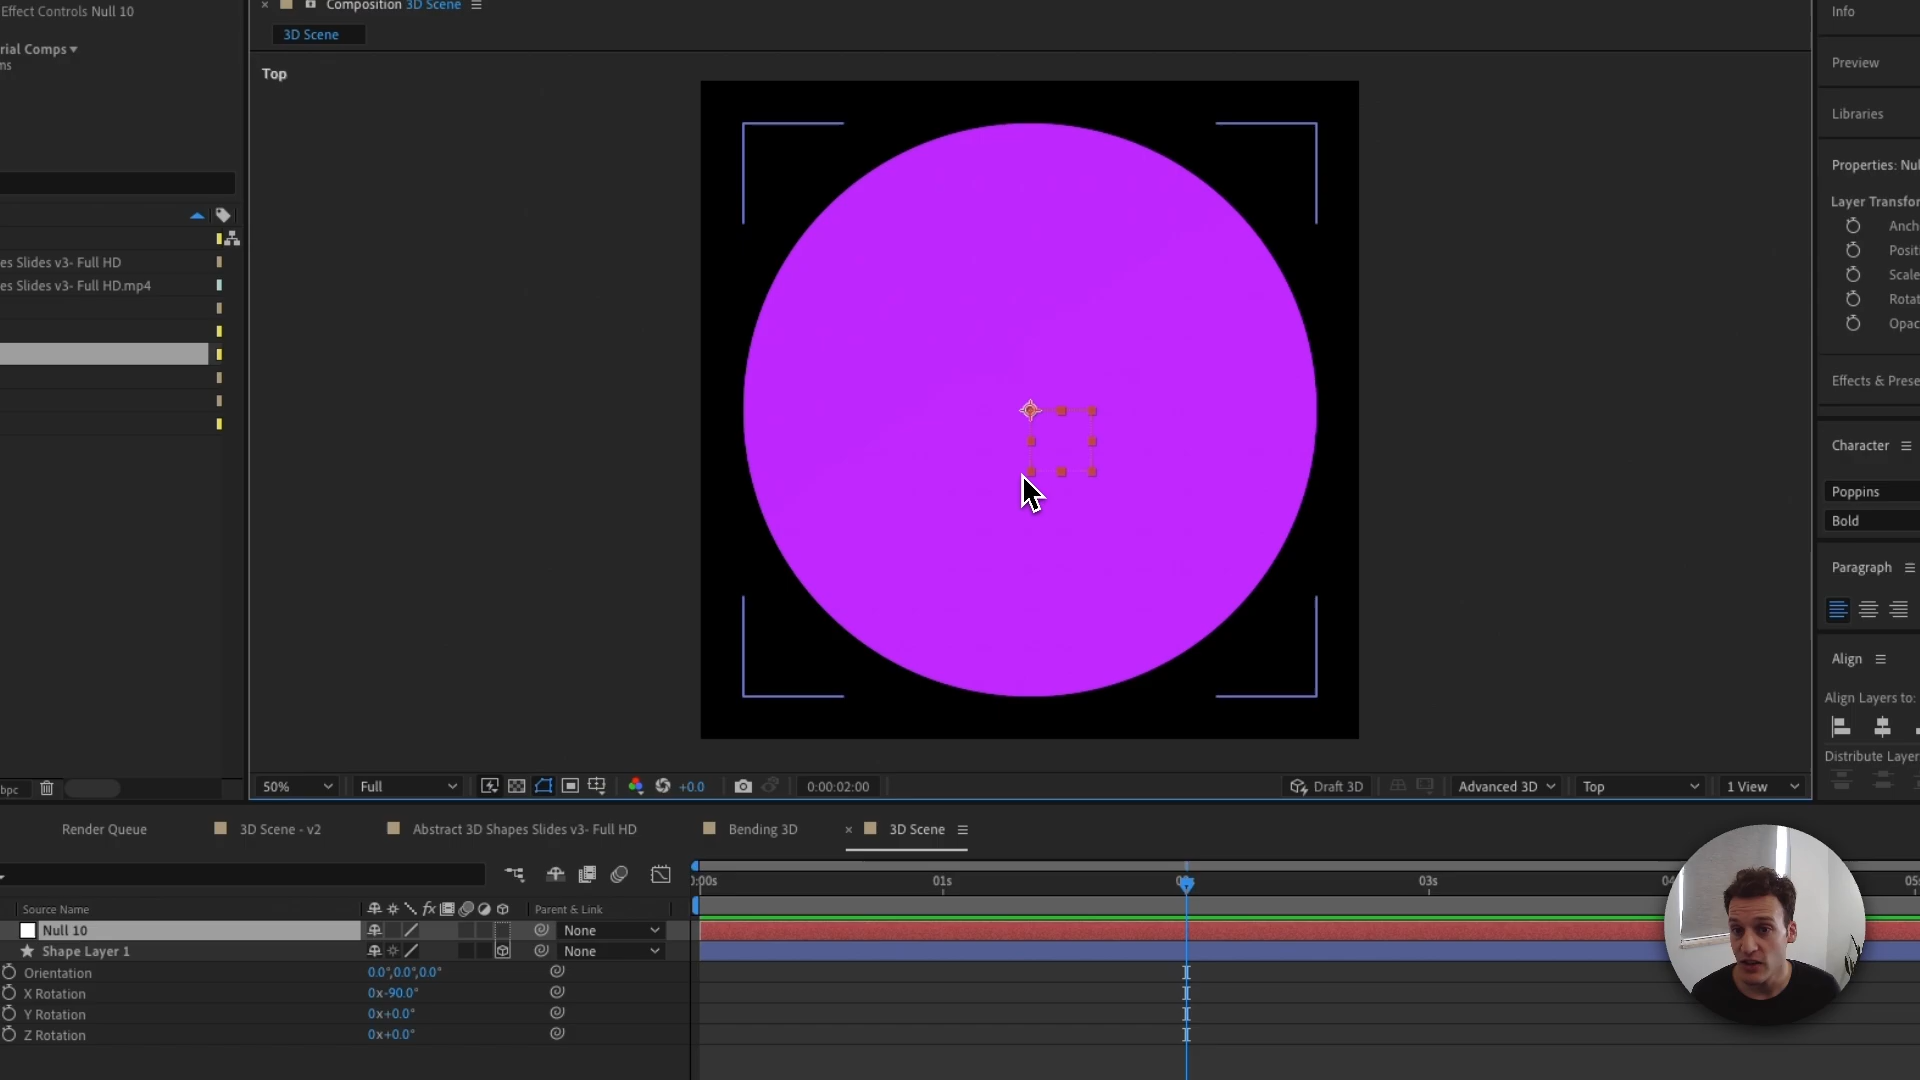 Effect Controls Null 10
rial Comps
ms
es Slides v3- Full HD
es Slides v3- Full HD.mp4
bpc
Composition 3D Scene
3D Scene
Top
50%
Full
+0.0
0:00:02:00
Draft 3D
Advanced 3D
Top
1 View
Info
Preview
Libraries
Properties: Nul
Layer Transfor
Anch
Positi
Scale
Rotat
Opac
Effects & Prese
Character
Poppins
Bold
Paragraph
Align
Align Layers to:
Distribute Layer
Render Queue
3D Scene - v2
Abstract 3D Shapes Slides v3- Full HD
Bending 3D
3D Scene
:00s
01s
03s
04
05
Source Name
fx
Parent & Link
Null 10
None
Shape Layer 1
None
Orientation
0.0°,0.0°,0.0°
X Rotation
0x-90.0°
Y Rotation
0x+0.0°
Z Rotation
0x+0.0°